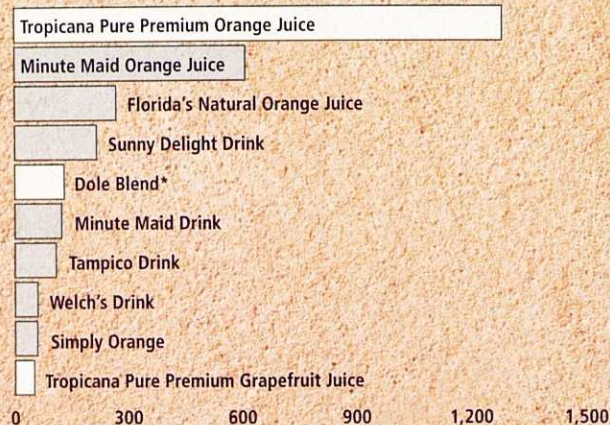 Tropicana Pure Premium Orange Juice
Minute Maid Orange Juice
Florida's Natural Orange Juice
Sunny Delight Drink
Dole Blend*
Minute Maid Drink
Tampico Drink
Welch's Drink
Simply Orange
Tropicana Pure Premium Grapefruit Juice
0 300 600 900 1,200 1,500